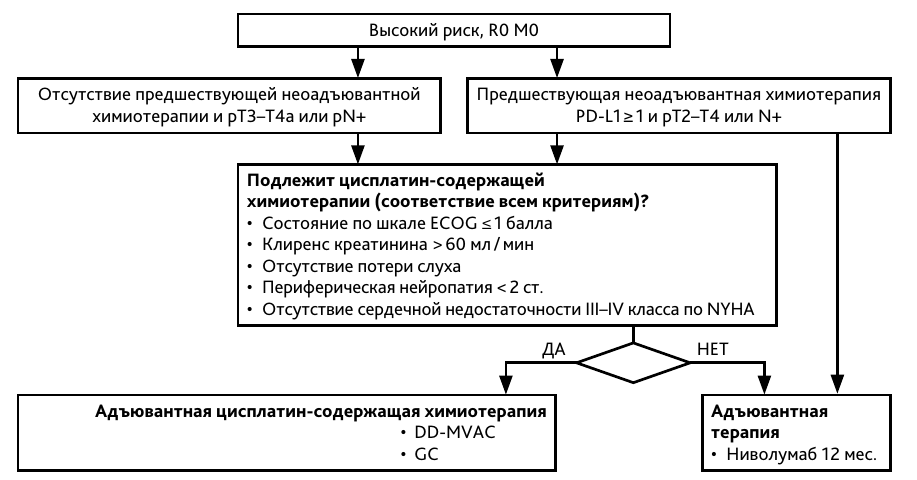 Высокий риск, R0 M0
Отсутствие предшествующей неоадъювантной
химиотерапии и pT3–T4a или pN+
Предшествующая неоадъювантная химиотерапия
PD-L1 ≥ 1 и pT2–T4 или N+
Подлежит цисплатин-содержащей
химиотерапии (соответствие всем критериям)?
• Состояние по шкале ECOG ≤ 1 балла
• Клиренс креатинина > 60 мл / мин
• Отсутствие потери слуха
• Периферическая нейропатия < 2 ст.
• Отсутствие сердечной недостаточности III–IV класса по NYHA
ДА
НЕТ
Адъювантная цисплатин-содержащая химиотерапия
• DD-MVAC
• GC
Адъювантная
терапия
• Ниволумаб 12 мес.